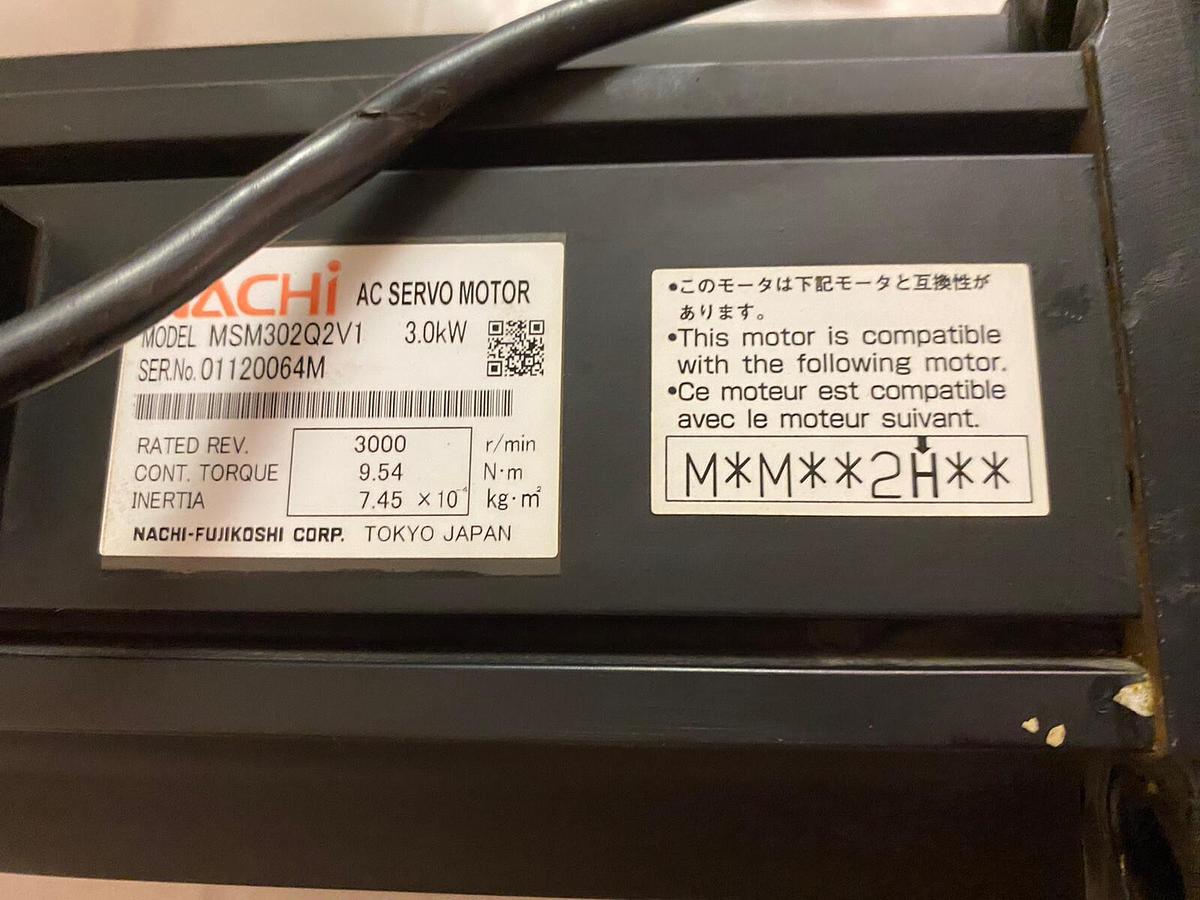 NACHi AC SERVO MOTOR
MODEL MSM302Q2V1 3.0kW
SER.No. 01120064M
RATED REV. 3000 r/min
CONT. TORQUE 9.54 N·m
INERTIA 7.45 ×10⁻⁴ kg·m²
NACHI-FUJIKOSHI CORP. TOKYO JAPAN
•このモータは下記モータと互換性が
あります。
•This motor is compatible
with the following motor.
•Ce moteur est compatible
avec le moteur suivant.
M*M**2H**